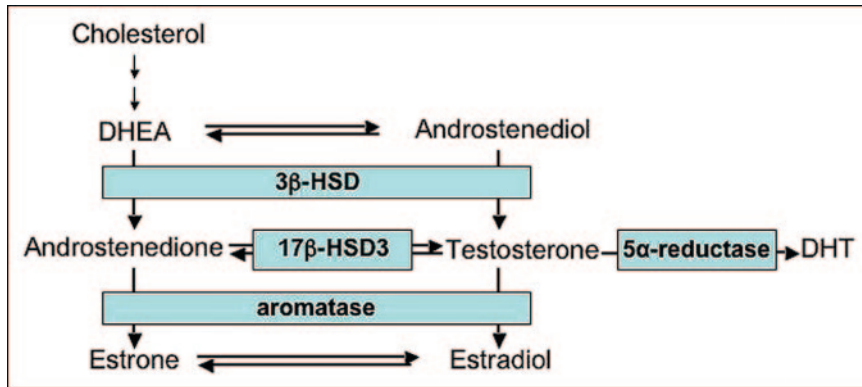 Cholesterol
DHEA Androstenediol
3β-HSD
Androstenedione 17β-HSD3 Testosterone 5α-reductase DHT
aromatase
Estrone Estradiol